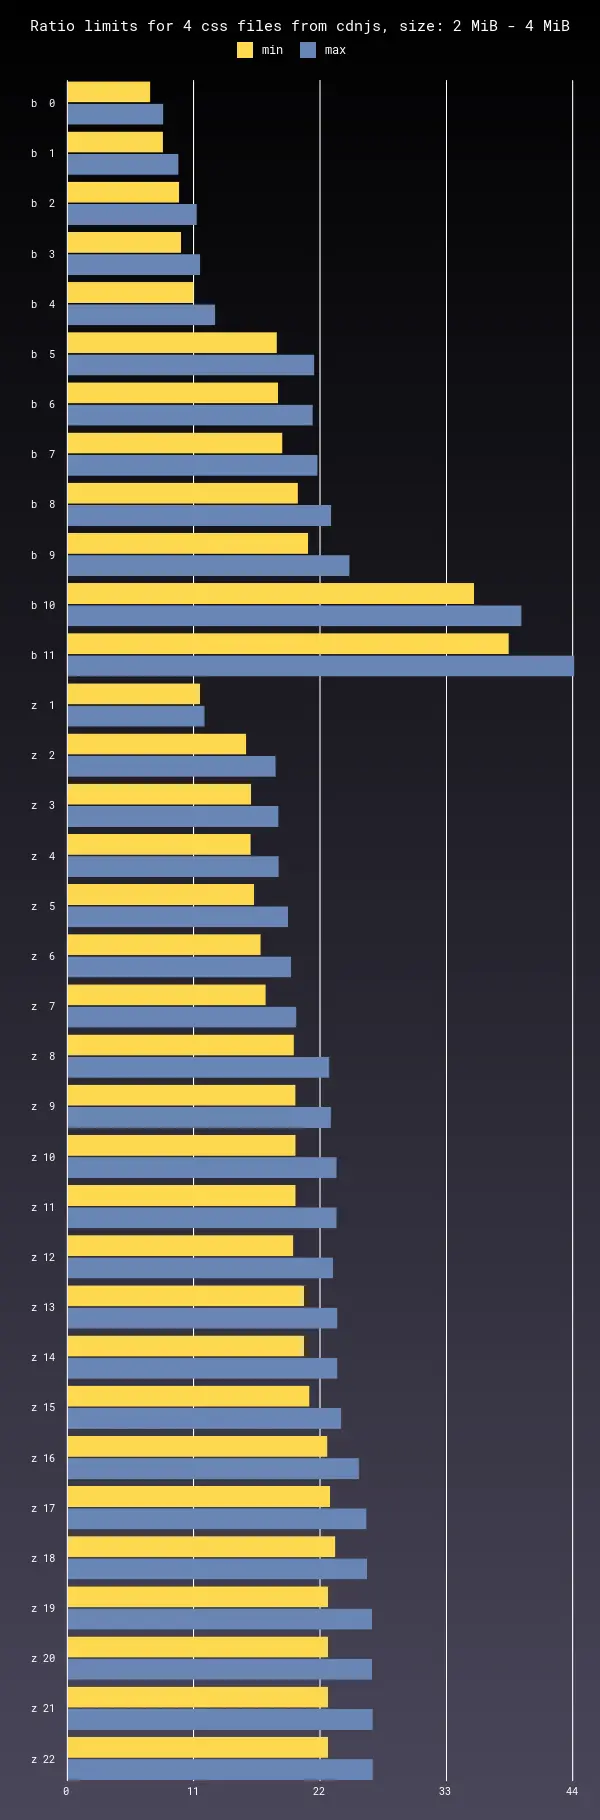 Ratio limits for 4 css files from cdnjs, size: 2 MiB - 4 MiB
min max
b 0
b 1
b 2
b 3
b 4
b 5
b 6
b 7
b 8
b 9
b 10
b 11
z 1
z 2
z 3
z 4
z 5
z 6
z 7
z 8
z 9
z 10
z 11
z 12
z 13
z 14
z 15
z 16
z 17
z 18
z 19
z 20
z 21
z 22
0 11 22 33 44